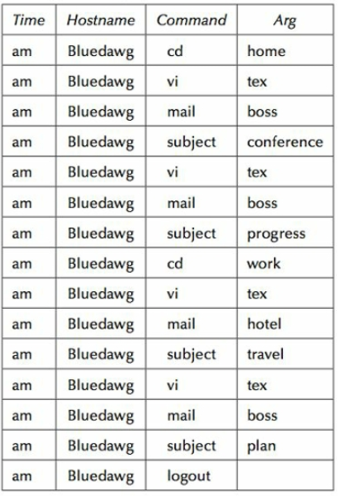 Time Hostname Command Arg
am Bluedawg cd home
am Bluedawg vi tex
am Bluedawg mail boss
am Bluedawg subject conference
am Bluedawg vi tex
am Bluedawg mail boss
am Bluedawg subject progress
am Bluedawg cd work
am Bluedawg vi tex
am Bluedawg mail hotel
am Bluedawg subject travel
am Bluedawg vi tex
am Bluedawg mail boss
am Bluedawg subject plan
am Bluedawg logout